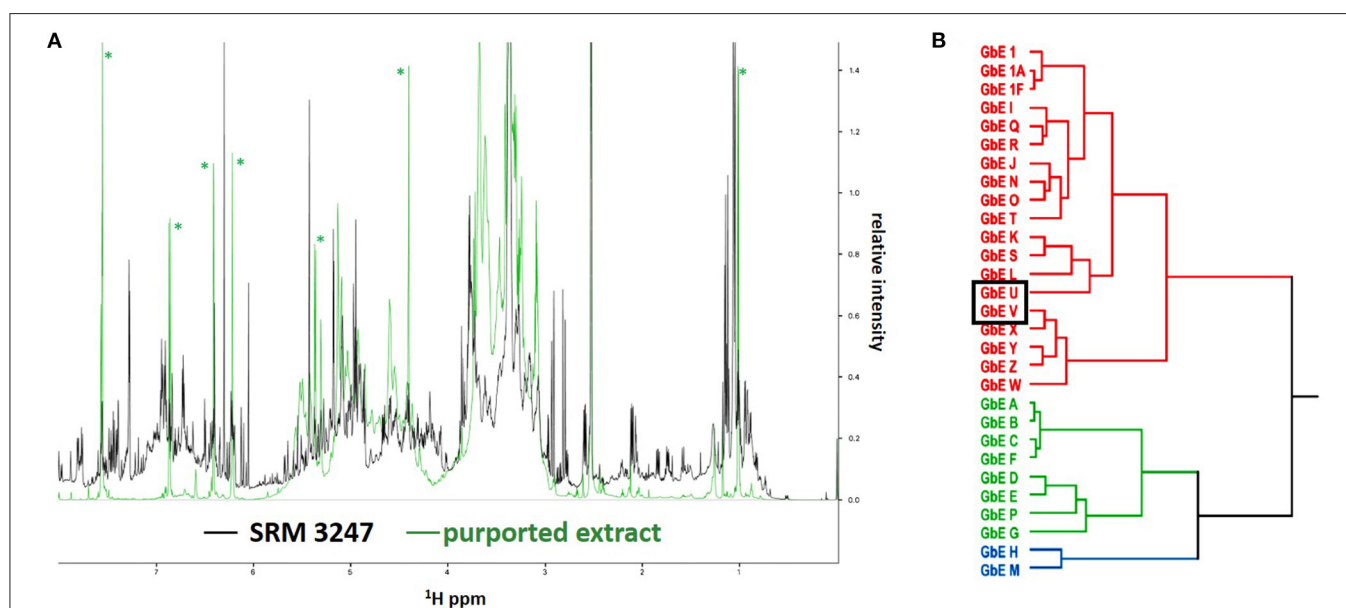 A
B
* * * * * * * *
1.4
1.2
1.0
0.8
0.6
0.4
0.2
0.0
relative intensity
— SRM 3247 — purported extract
7 6 5 4 3 2 1
¹H ppm
GbE 1
GbE 1A
GbE 1F
GbE I
GbE Q
GbE R
GbE J
GbE N
GbE O
GbE T
GbE K
GbE S
GbE L
GbE U
GbE V
GbE X
GbE Y
GbE Z
GbE W
GbE A
GbE B
GbE C
GbE F
GbE D
GbE E
GbE P
GbE G
GbE H
GbE M